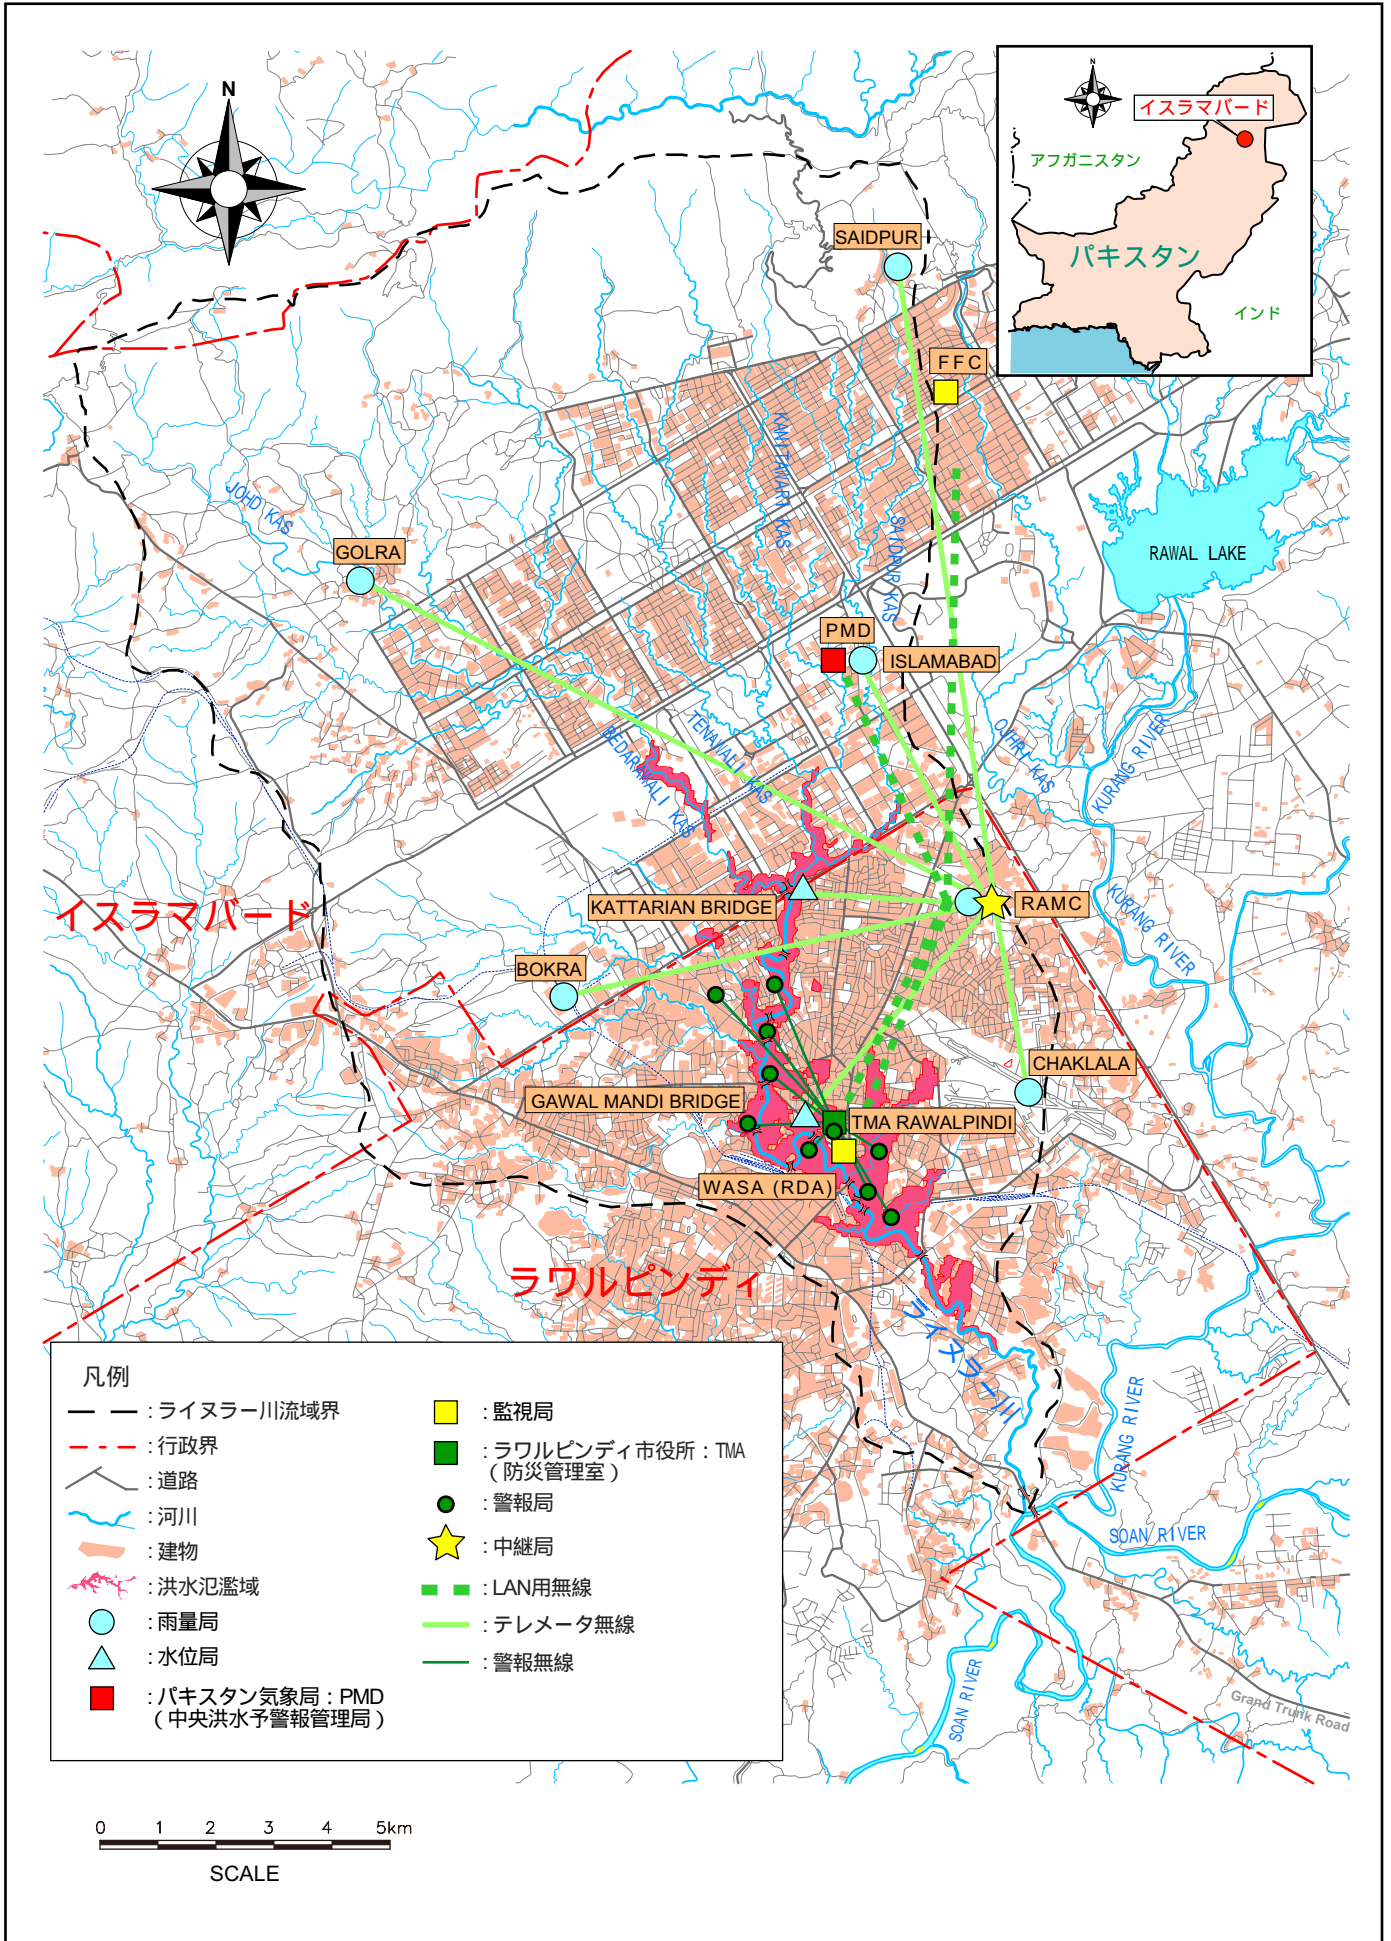 N
イスラマバード
アフガニスタン
パキスタン
インド
SAIDPUR
FFC
KANITAWARI KAS
SAIDPUR KAS
JOHD KAS
GOLRA
RAWAL LAKE
PMD
ISLAMABAD
TENAWALI KAS
BEDARAWALI KAS
OJHRI KAS
KURANG RIVER
KATTARIAN BRIDGE
RAMC
イスラマバード
KURANG RIVER
BOKRA
CHAKLALA
GAWAL MANDI BRIDGE
TMA RAWALPINDI
WASA (RDA)
ラワルピンディ
ライヌラー川
KURANG RIVER
SOAN RIVER
SOAN RIVER
Grand Trunk Road
凡例
: ライヌラー川流域界
: 行政界
: 道路
: 河川
: 建物
: 洪水氾濫域
: 雨量局
: 水位局
: パキスタン気象局 : PMD
（中央洪水予警報管理局）
: 監視局
: ラワルピンディ市役所 : TMA
（防災管理室）
: 警報局
: 中継局
: LAN用無線
: テレメータ無線
: 警報無線
0 1 2 3 4 5km
SCALE